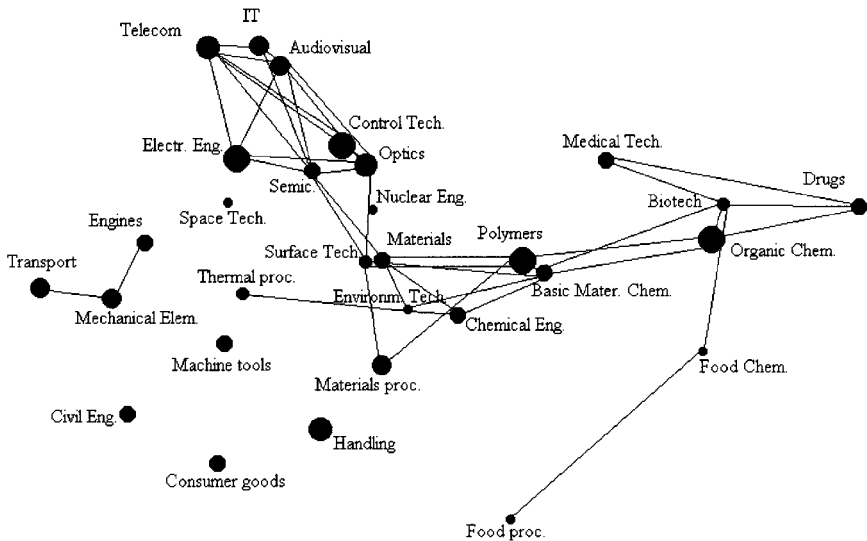 IT
Telecom
Audiovisual
Control Tech.
Electr. Eng.
Optics
Medical Tech.
Semic.
Drugs
Nuclear Eng.
Biotech
Space Tech.
Engines
Materials
Polymers
Surface Tech.
Organic Chem.
Transport
Thermal proc.
Environm. Tech.
Basic Mater. Chem.
Mechanical Elem.
Chemical Eng.
Machine tools
Materials proc.
Food Chem.
Civil Eng.
Handling
Consumer goods
Food proc.